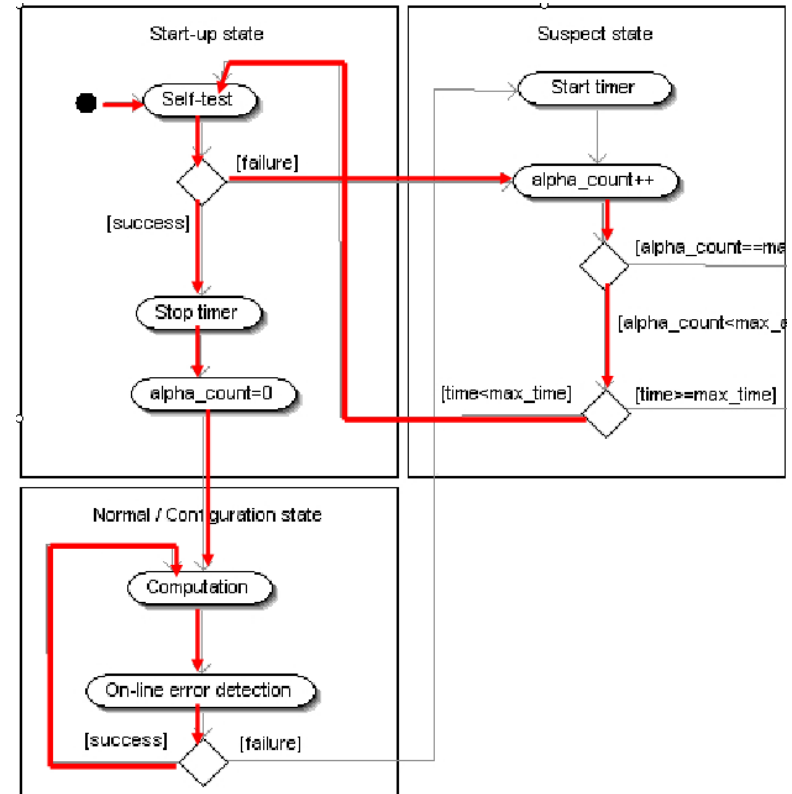 Start-up state
Self-test
[failure]
[success]
Stop timer
alpha_count=0
Suspect state
Start timer
alpha_count++
[alpha_count==ma
[alpha_count<max_a
[time<max_time]
[time>=max_time]
Normal / Configuration state
Computation
On-line error detection
[success]
[failure]